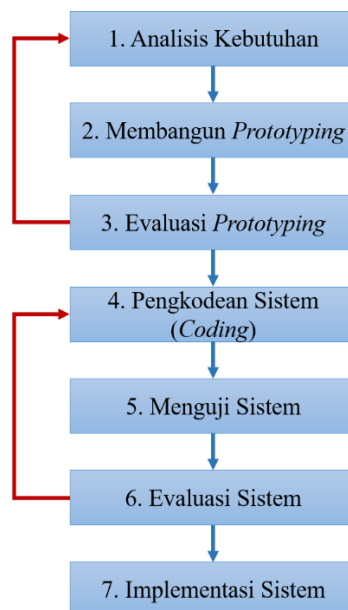 1. Analisis Kebutuhan
2. Membangun Prototyping
3. Evaluasi Prototyping
4. Pengkodean Sistem
(Coding)
5. Menguji Sistem
6. Evaluasi Sistem
7. Implementasi Sistem